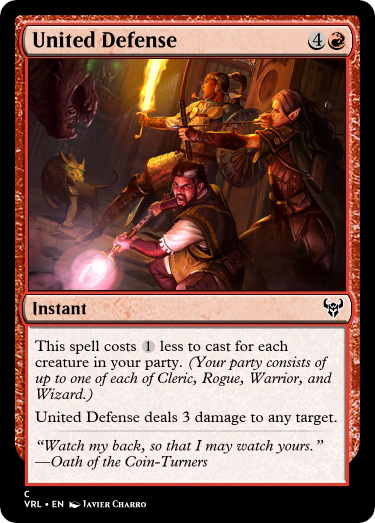 United Defense 4
Instant
This spell costs 1 less to cast for each
creature in your party. (Your party consists of
up to one of each of Cleric, Rogue, Warrior, and
Wizard.)
United Defense deals 3 damage to any target.
“Watch my back, so that I may watch yours.”
—Oath of the Coin-Turners
C
VRL • EN Javier Charro